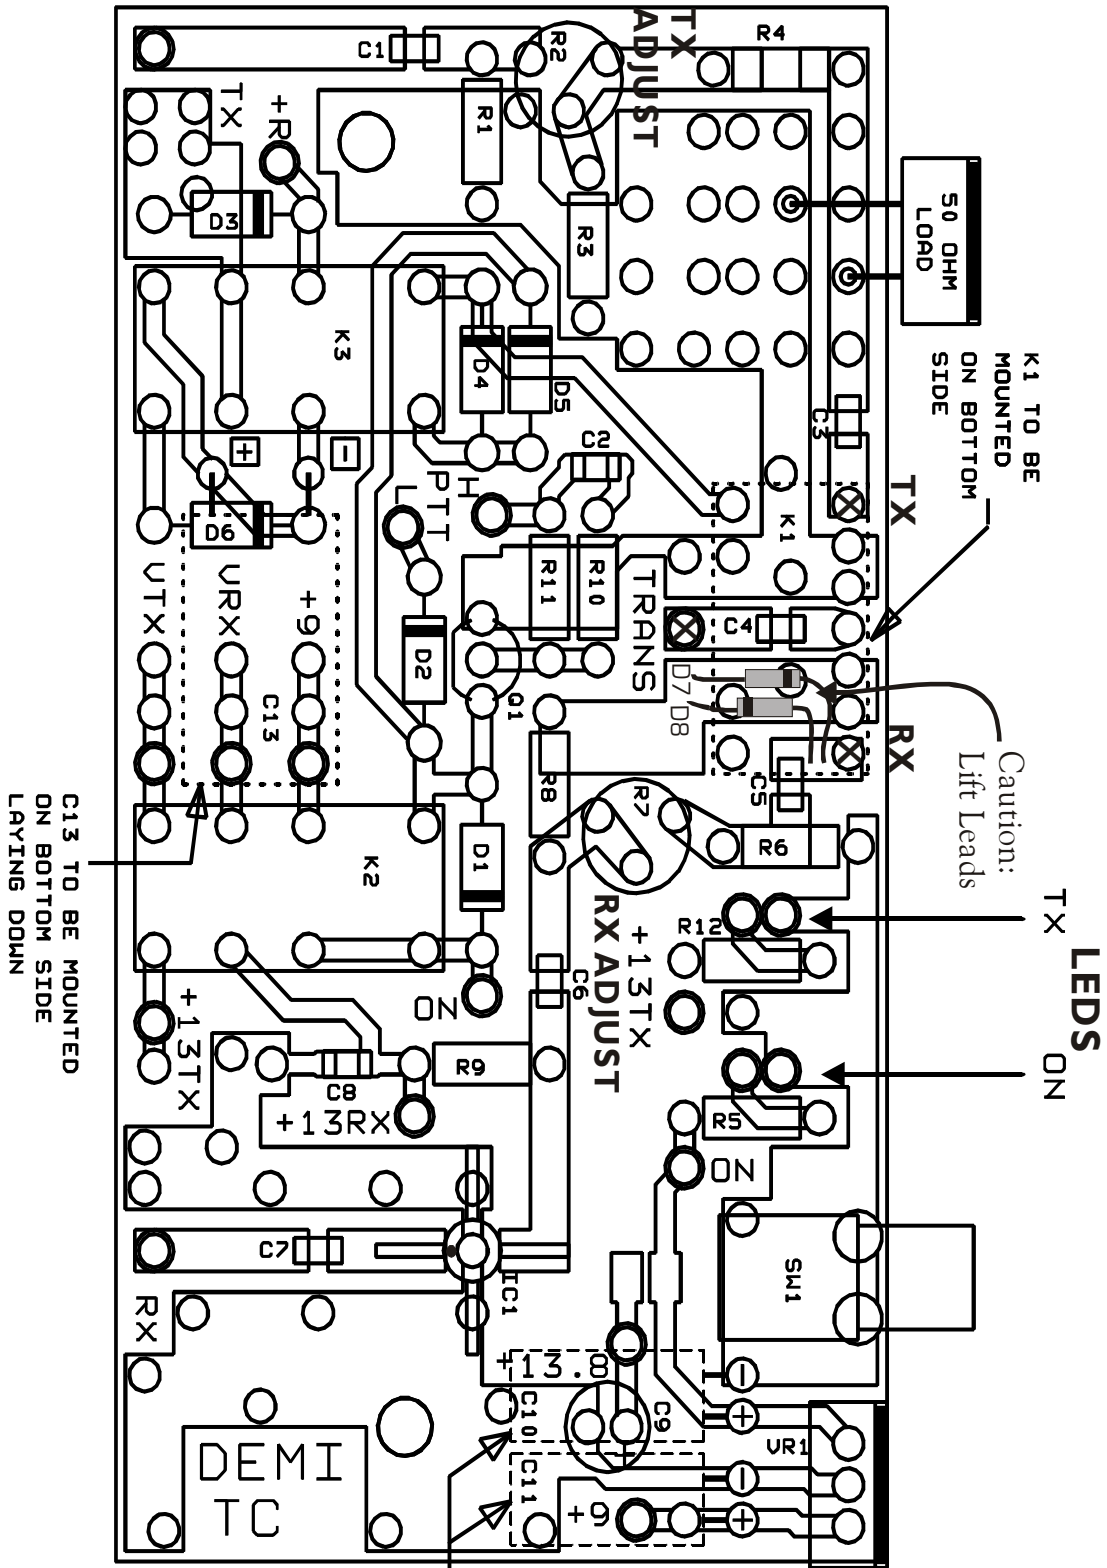 C1
R2
TX
ADJUST
R4
TX
+R
R1
D3
R3
50 OHM
LOAD
K3
D4
D5
C3
K1 TO BE
MOUNTED
ON BOTTOM
SIDE
+
-
C2
H
PTT
L
D6
VTX
VRX
+9
C13
R11
R10
TRANS
K1
TX
C4
D2
Q1
D7
D8
RX
C5
Caution:
Lift Leads
R8
R7
R6
C13 TO BE MOUNTED
ON BOTTOM SIDE
LAYING DOWN
K2
D1
RX ADJUST
R12
TX
LEDS
ON
+13TX
ON
C6
+13TX
C8
R9
+13RX
R5
ON
C7
IC1
SW1
RX
+13.8
C10
C9
-
+
VR1
DEMI
TC
C11
+9
-
+